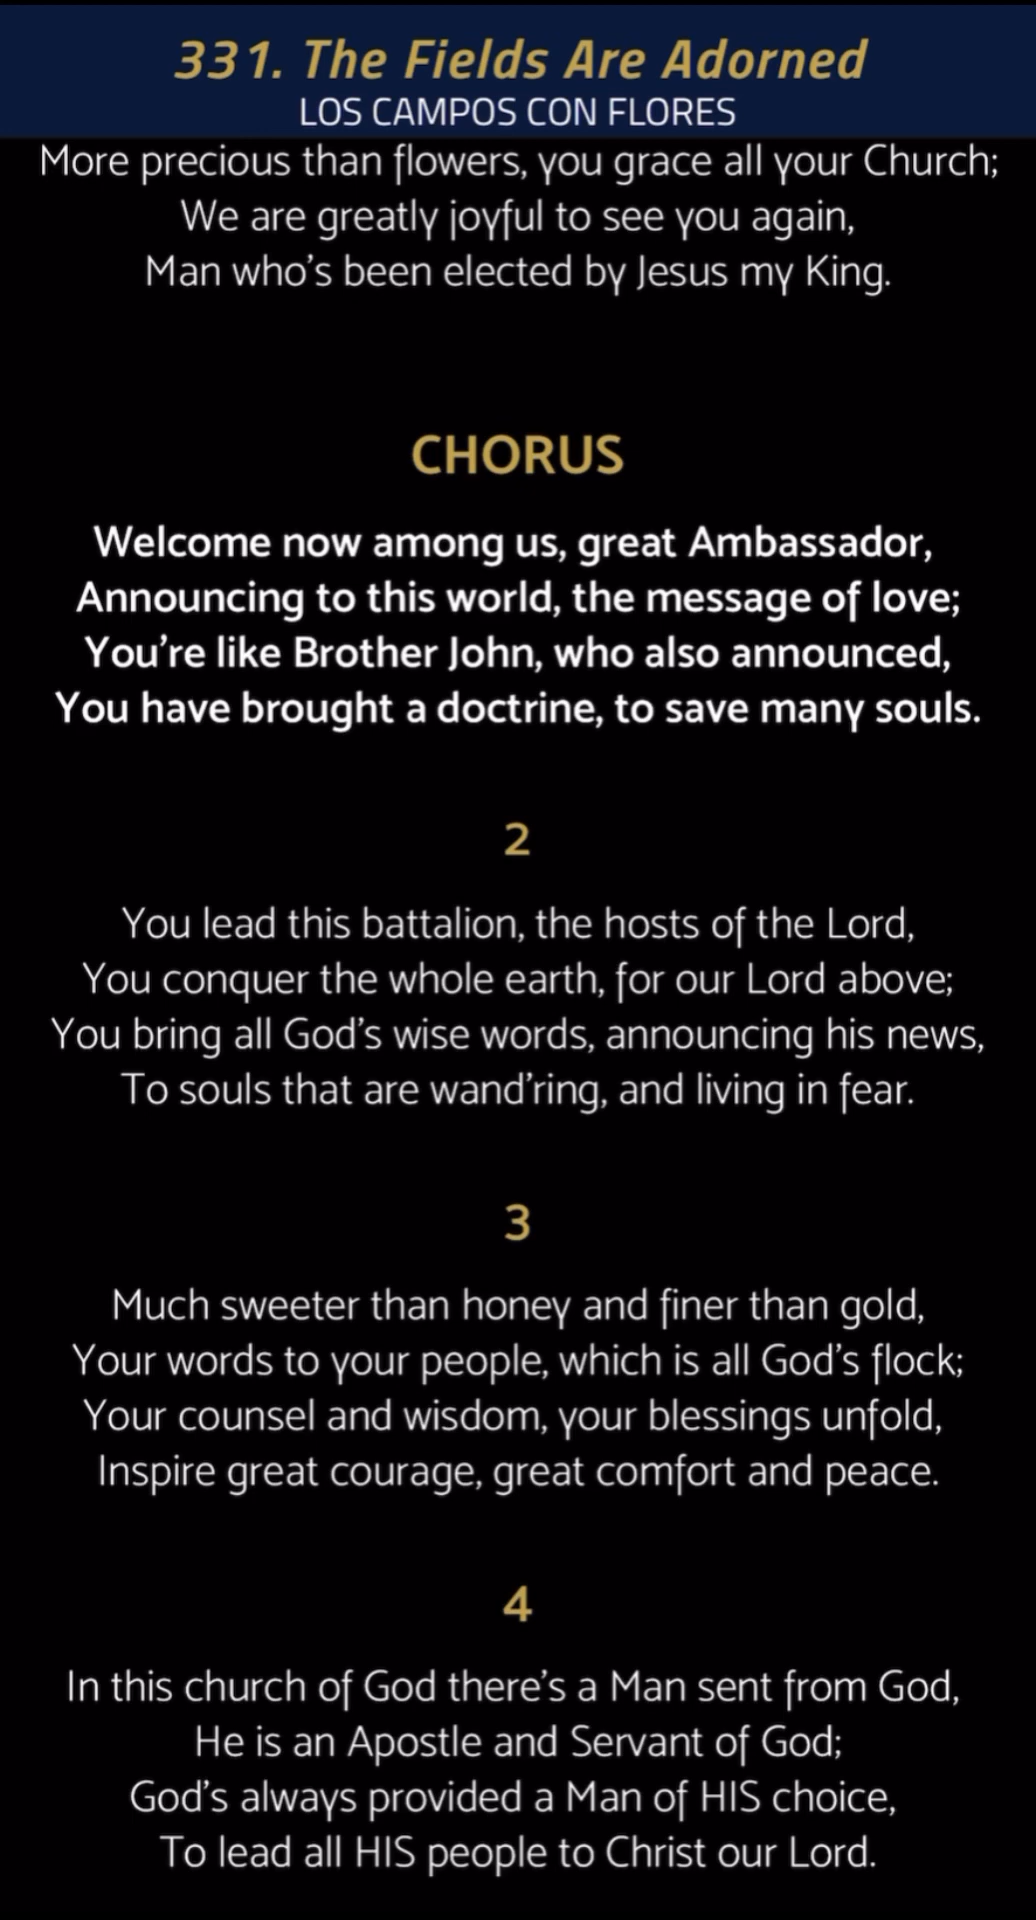 331. The Fields Are Adorned
LOS CAMPOS CON FLORES
More precious than flowers, you grace all your Church;
We are greatly joyful to see you again,
Man who's been elected by Jesus my King.
CHORUS
Welcome now among us, great Ambassador,
Announcing to this world, the message of love;
You're like Brother John, who also announced,
You have brought a doctrine, to save many souls.
2
You lead this battalion, the hosts of the Lord,
You conquer the whole earth, for our Lord above;
You bring all God's wise words, announcing his news,
To souls that are wand'ring, and living in fear.
3
Much sweeter than honey and finer than gold,
Your words to your people, which is all God's flock;
Your counsel and wisdom, your blessings unfold,
Inspire great courage, great comfort and peace.
4
In this church of God there's a Man sent from God,
He is an Apostle and Servant of God;
God's always provided a Man of HIS choice,
To lead all HIS people to Christ our Lord.